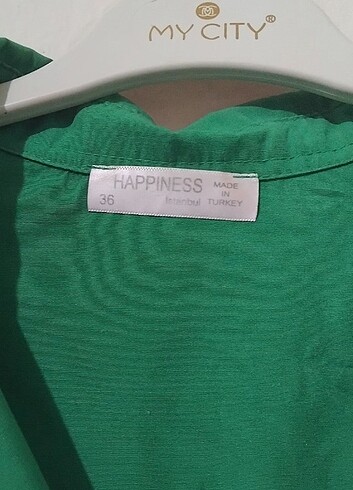 MY CITY®
HAPPINESS
36 Istanbul
MADE
IN
TURKEY